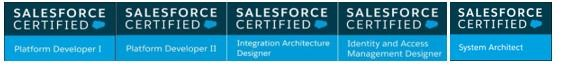 SALESFORCE
CERTIFIED
Platform Developer I
SALESFORCE
CERTIFIED
Platform Developer II
SALESFORCE
CERTIFIED
Integration Architecture
Designer
SALESFORCE
CERTIFIED
Identity and Access
Management Designer
SALESFORCE
CERTIFIED
System Architect